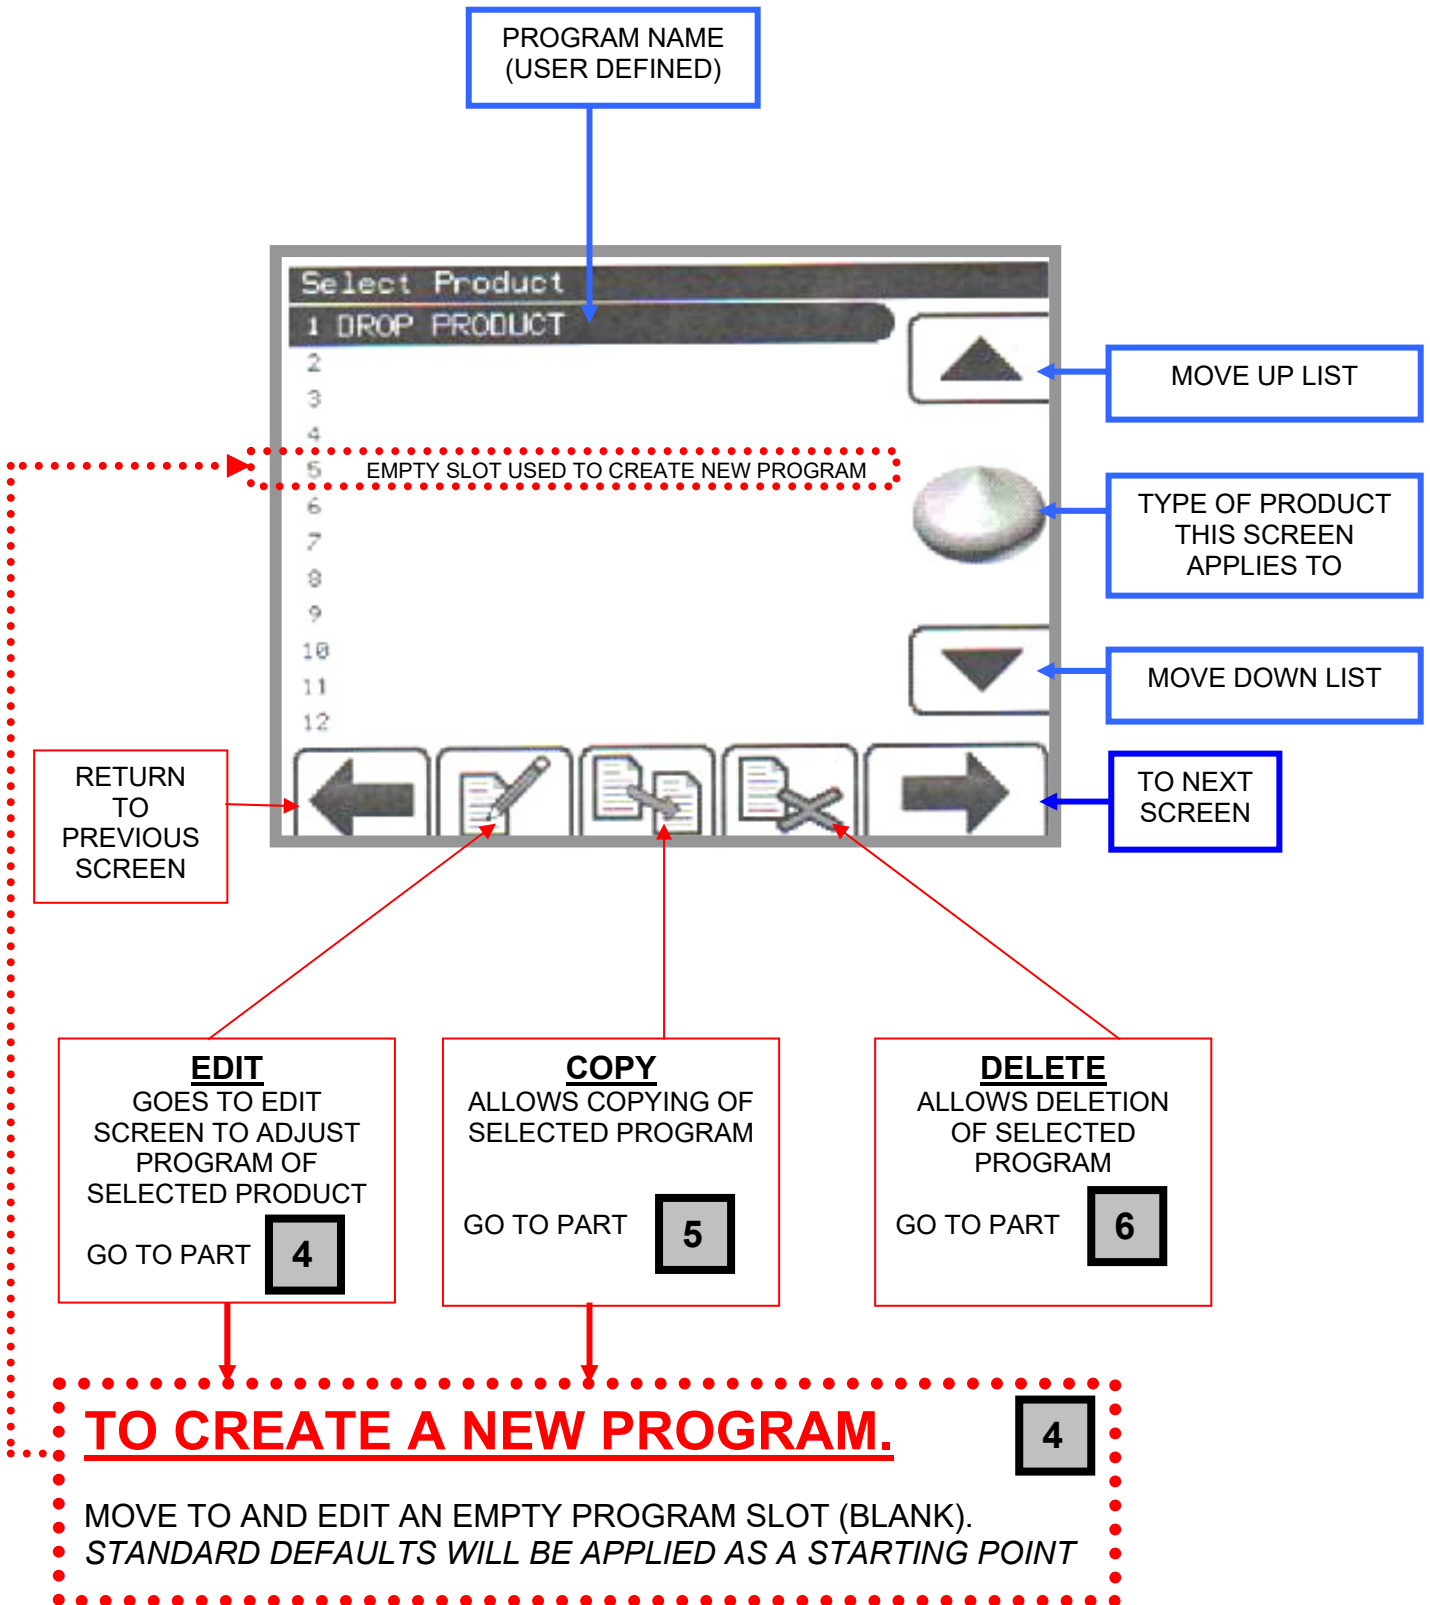 PROGRAM NAME
(USER DEFINED)
Select Product
1 DROP PRODUCT
2
3
4
5 EMPTY SLOT USED TO CREATE NEW PROGRAM
6
7
8
9
10
11
12
MOVE UP LIST
TYPE OF PRODUCT
THIS SCREEN
APPLIES TO
MOVE DOWN LIST
RETURN
TO
PREVIOUS
SCREEN
TO NEXT
SCREEN
EDIT
GOES TO EDIT
SCREEN TO ADJUST
PROGRAM OF
SELECTED PRODUCT
GO TO PART 4
COPY
ALLOWS COPYING OF
SELECTED PROGRAM
GO TO PART 5
DELETE
ALLOWS DELETION
OF SELECTED
PROGRAM
GO TO PART 6
TO CREATE A NEW PROGRAM. 4
MOVE TO AND EDIT AN EMPTY PROGRAM SLOT (BLANK).
STANDARD DEFAULTS WILL BE APPLIED AS A STARTING POINT